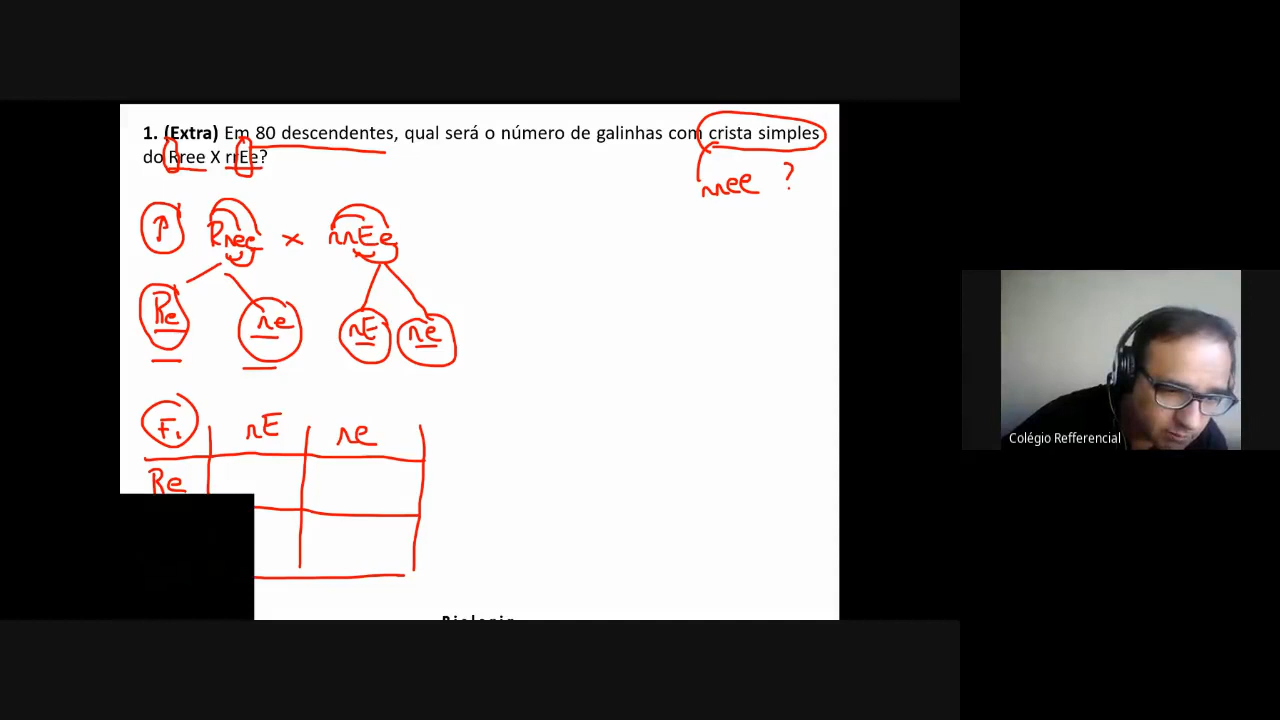 1. (Extra) Em 80 descendentes, qual será o número de galinhas com crista simples
do Rree X rrEe?
rree ?
P Rree x rrEe
Re re rE re
F₁ rE re
Re
Colégio Refferencial